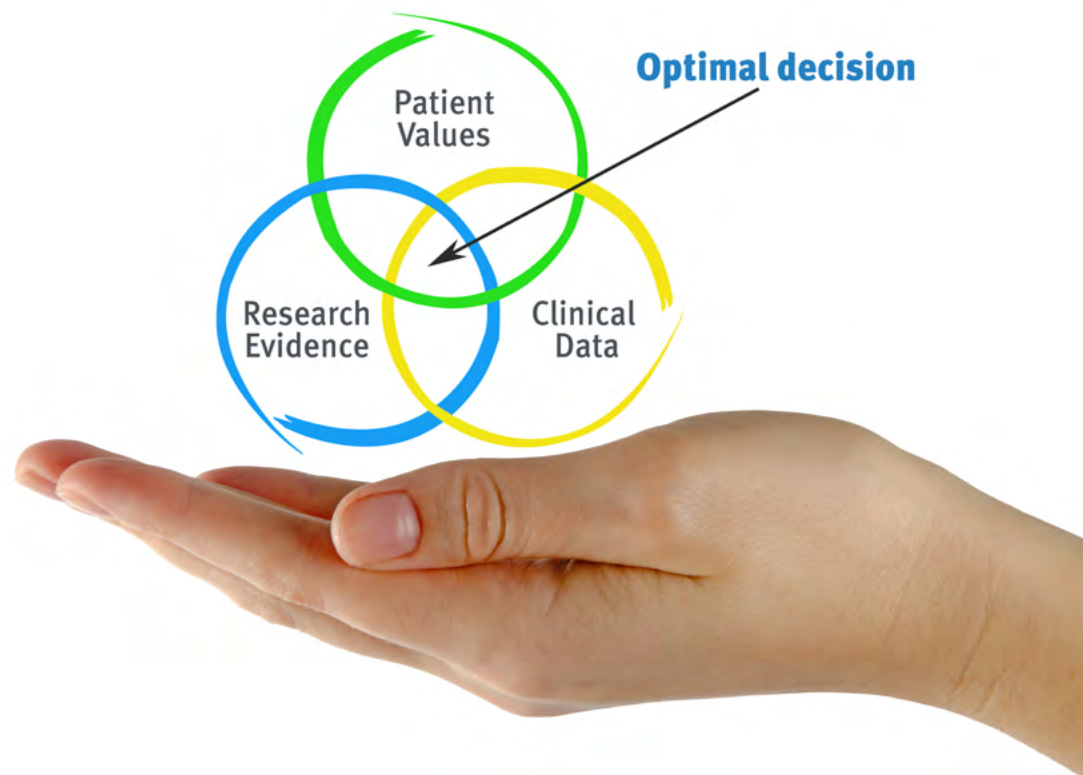 Optimal decision
Patient
Values
Research
Evidence
Clinical
Data